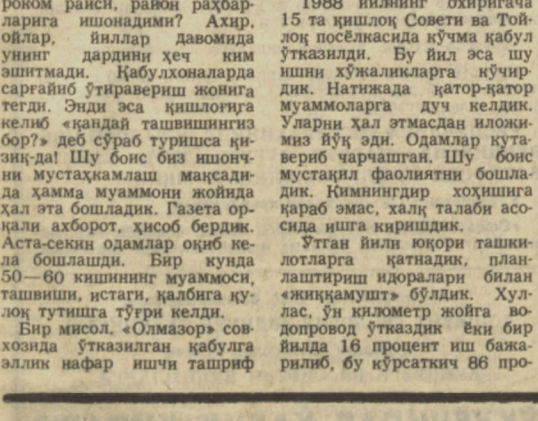 роком раиси, район раҳбар-
ларига ишонадими? Ахир,
ойлар, йиллар давомида
унинг дардини ҳеч ким
эшитмади. Қабулхоналарда
сарғайиб ўтиравериш жонига
тегди. Энди эса қишлоғига
келиб «қандай ташвишингиз
бор?» деб сўраб туришса қи-
зиқ-да! Шу боис биз ишонч-
ни мустаҳкамлаш мақсади-
да ҳамма муаммони жойида
ҳал эта бошладик. Газета ор-
қали ахборот, ҳисоб бердик.
Аста-секин одамлар оқиб ке-
ла бошлашди. Бир кунда
50—60 кишининг муаммоси,
ташвиши, истаги, қалбига қу-
лоқ тутишга тўғри келди.
Бир мисол. «Олмазор» сов-
хозида ўтказилган қабулга
эллик нафар ишчи ташриф
1988 йилнинг охиригача
15 та қишлоқ Совети ва Той-
лоқ посёлкасида кўчма қабул
ўтказилди. Бу йил эса шу
ишни хўжаликларга кўчир-
дик. Натижада қатор-қатор
муаммоларга дуч келдик.
Уларни ҳал этмасдан иложи-
миз йўқ эди. Одамлар кута-
вериб чарчашган. Шу боис
мустақил фаолиятни бошла-
дик. Кимнингдир хоҳишига
қараб эмас, халқ талаби асо-
сида ишга киришдик.
Ўтган йили юқори ташки-
лотларга қатнадик, план-
лаштириш идоралари билан
«жиққамушт» бўлдик. Хул-
лас, ўн километр жойга во-
допровод ўтказдик ёки бир
йилда 16 процент иш бажа-
рилиб, бу кўрсаткич 86 про-